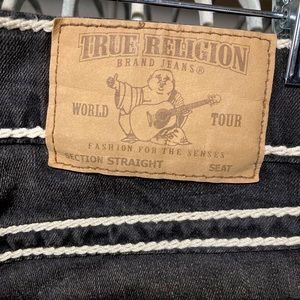 TRUE RELIGION
BRAND JEANS®
WORLD TOUR
FASHION FOR THE SENSES
SECTION STRAIGHT SEAT